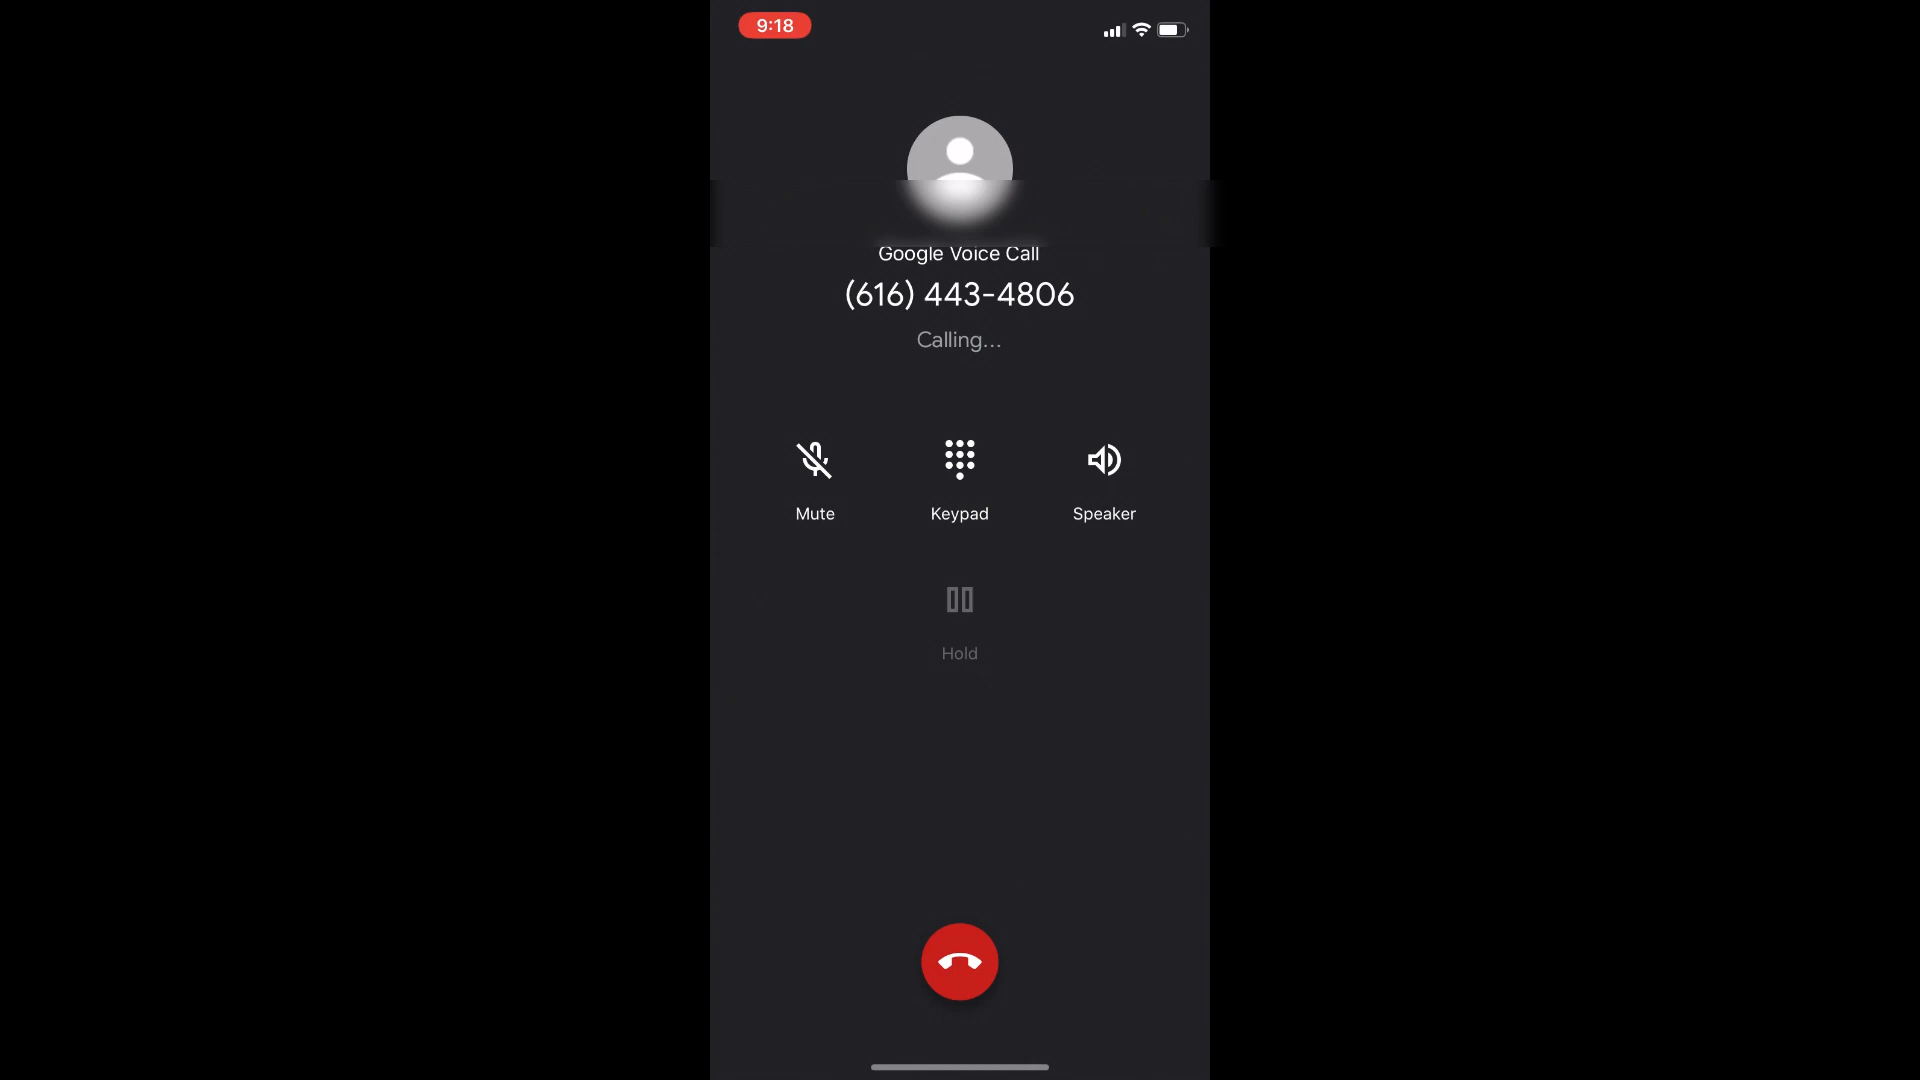 9:18
Google Voice Call
(616) 443-4806
Calling...
Mute
Keypad
Speaker
Hold